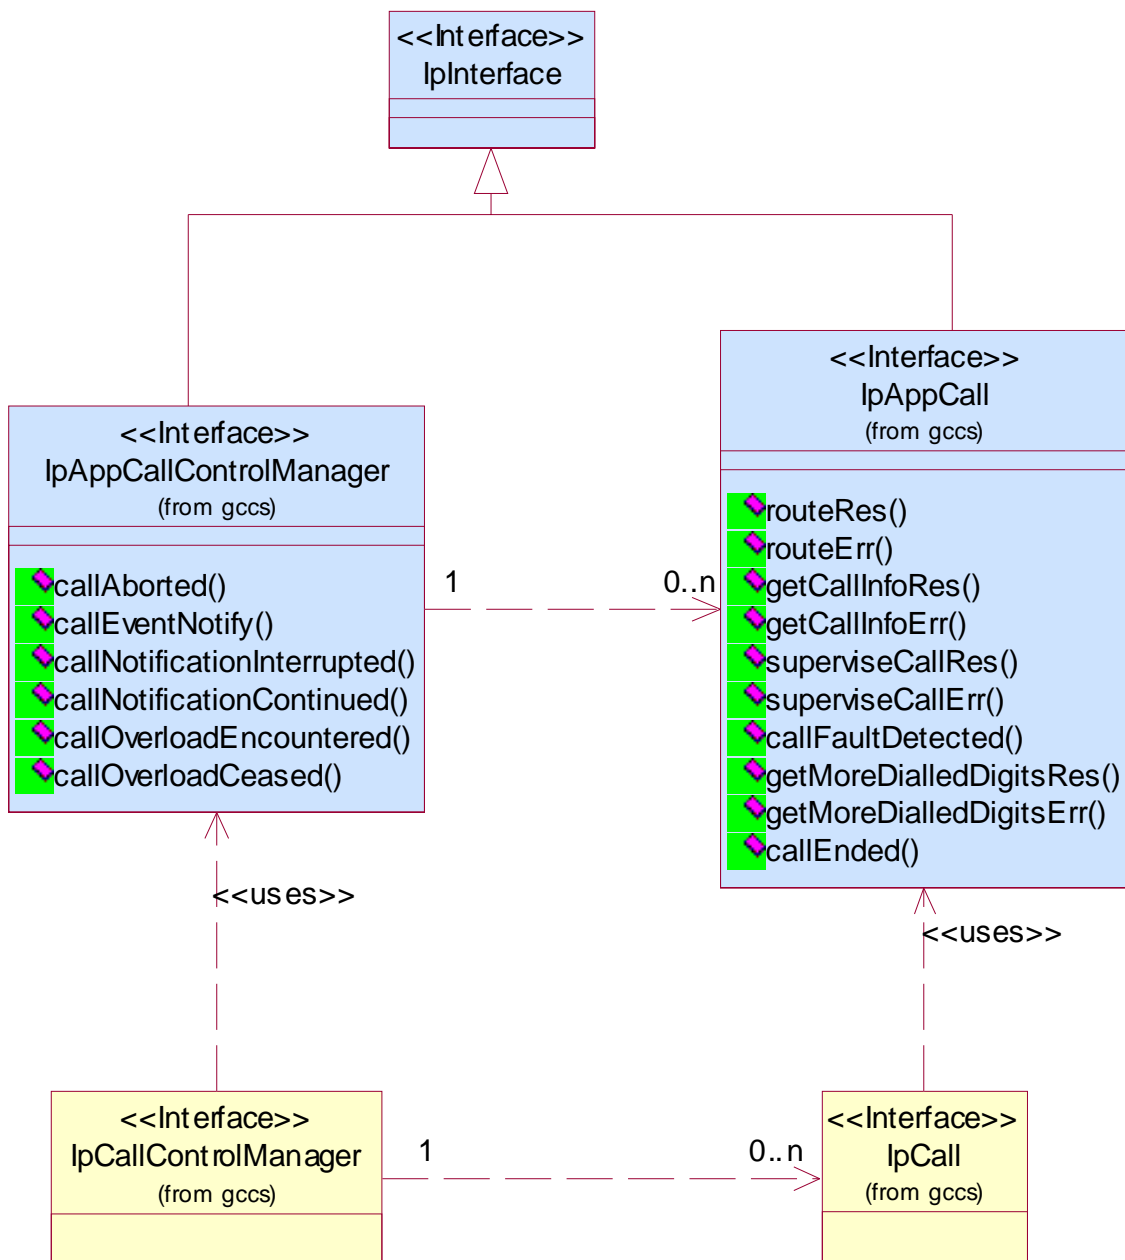 <<Interface>>
IpInterface
<<Interface>>
IpAppCall
(from gccs)
<<Interface>>
IpAppCallControlManager
(from gccs)
routeRes()
routeErr()
getCallInfoRes()
getCallInfoErr()
superviseCallRes()
superviseCallErr()
callFaultDetected()
getMoreDialledDigitsRes()
getMoreDialledDigitsErr()
callEnded()
callAborted()
callEventNotify()
callNotificationInterrupted()
callNotificationContinued()
callOverloadEncountered()
callOverloadCeased()
1
0..n
<<uses>>
<<uses>>
<<Interface>>
IpCallControlManager
(from gccs)
1
0..n
<<Interface>>
IpCall
(from gccs)